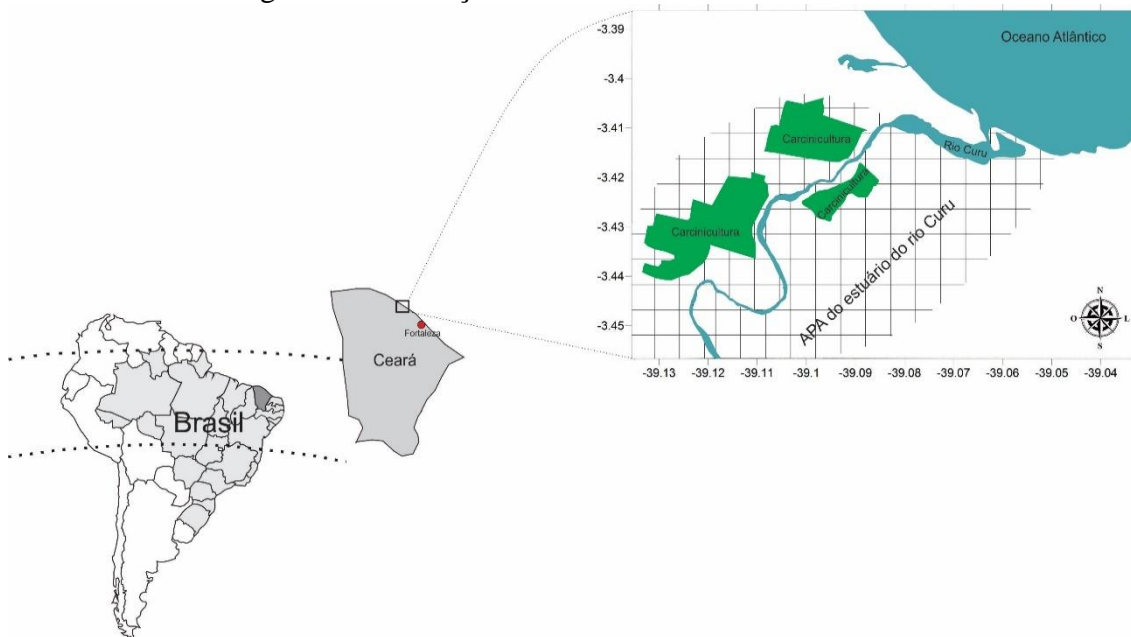 Oceano Atlântico
Rio Curu
Carcinicultura
Carcinicultura
Carcinicultura
APA do estuário do rio Curu
-3.39
-3.4
-3.41
-3.42
-3.43
-3.44
-3.45
-39.13 -39.12 -39.11 -39.1 -39.09 -39.08 -39.07 -39.06 -39.05 -39.04
N
O L
S
Fortaleza
Ceará
Brasil